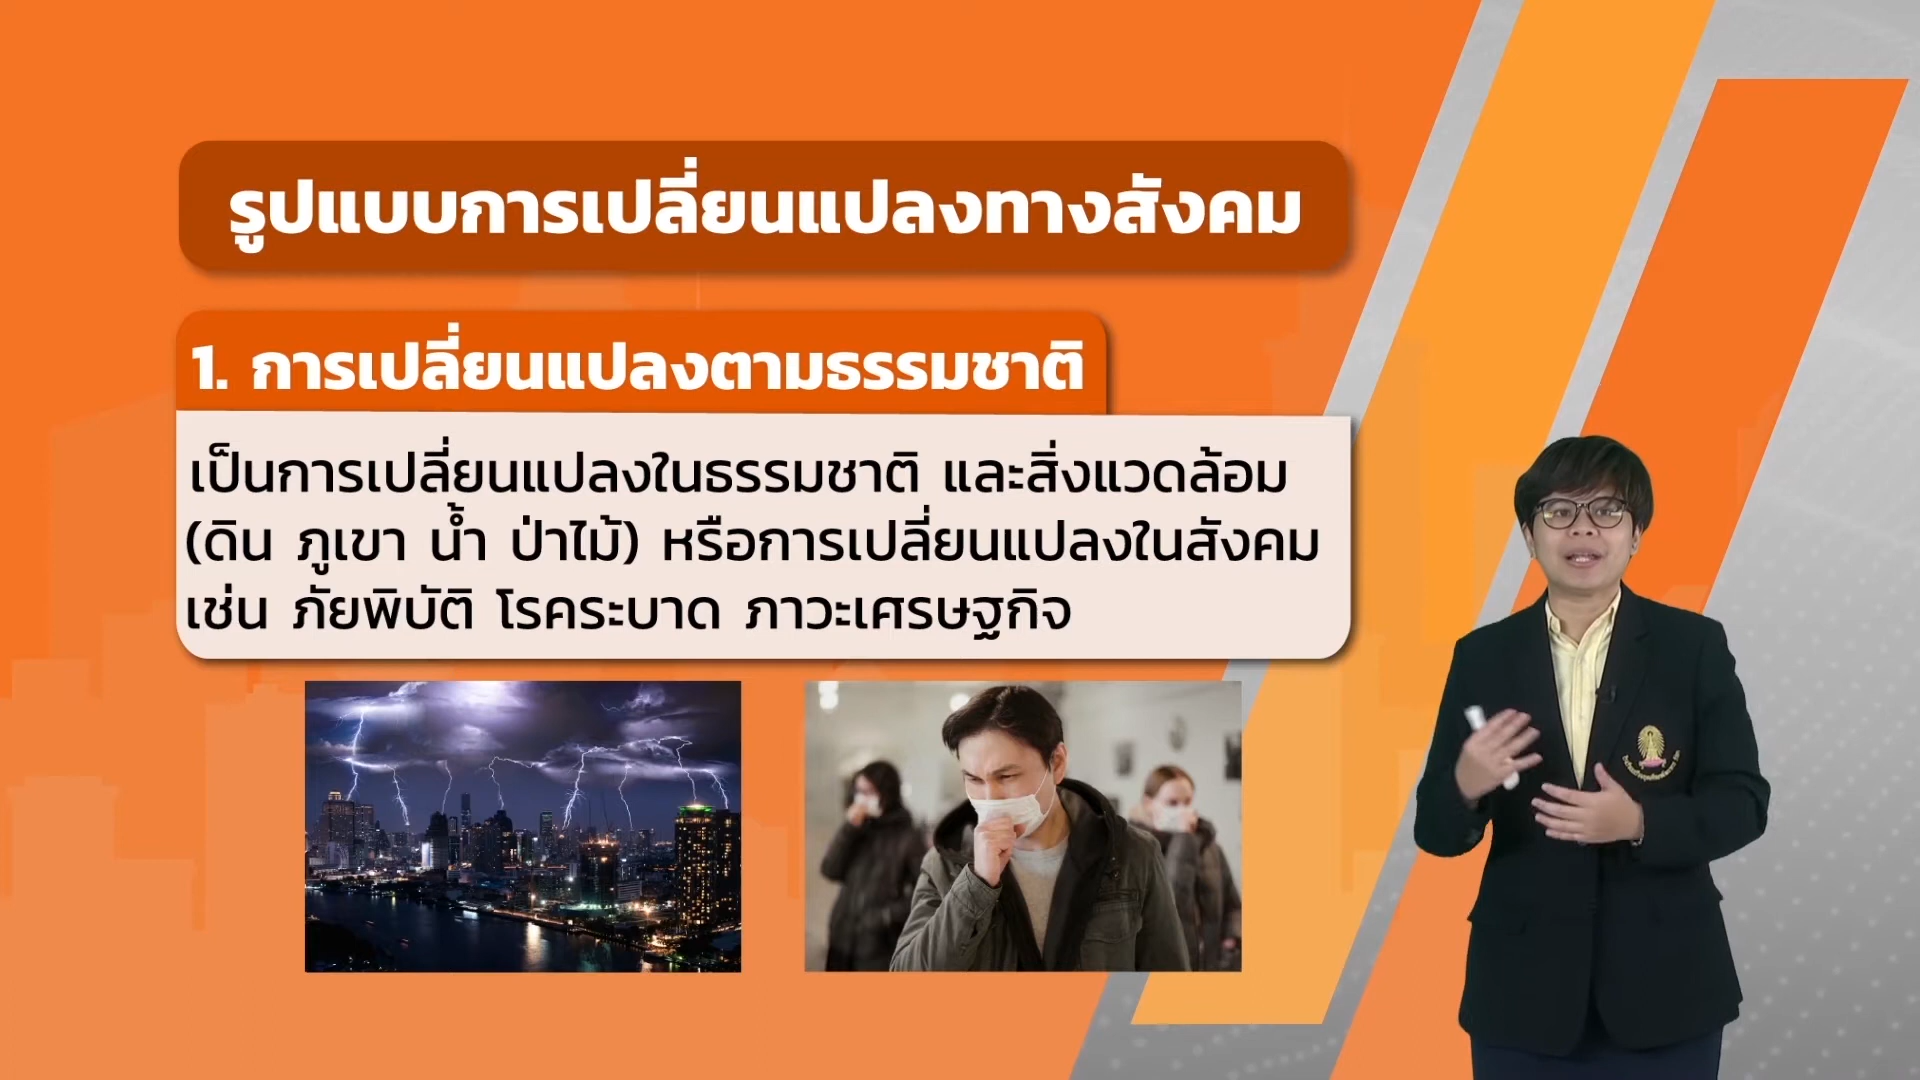 รูปแบบการเปลี่ยนแปลงทางสังคม
1. การเปลี่ยนแปลงตามธรรมชาติ
เป็นการเปลี่ยนแปลงในธรรมชาติ และสิ่งแวดล้อม
(ดิน ภูเขา น้ำ ป่าไม้) หรือการเปลี่ยนแปลงในสังคม
เช่น ภัยพิบัติ โรคระบาด ภาวะเศรษฐกิจ